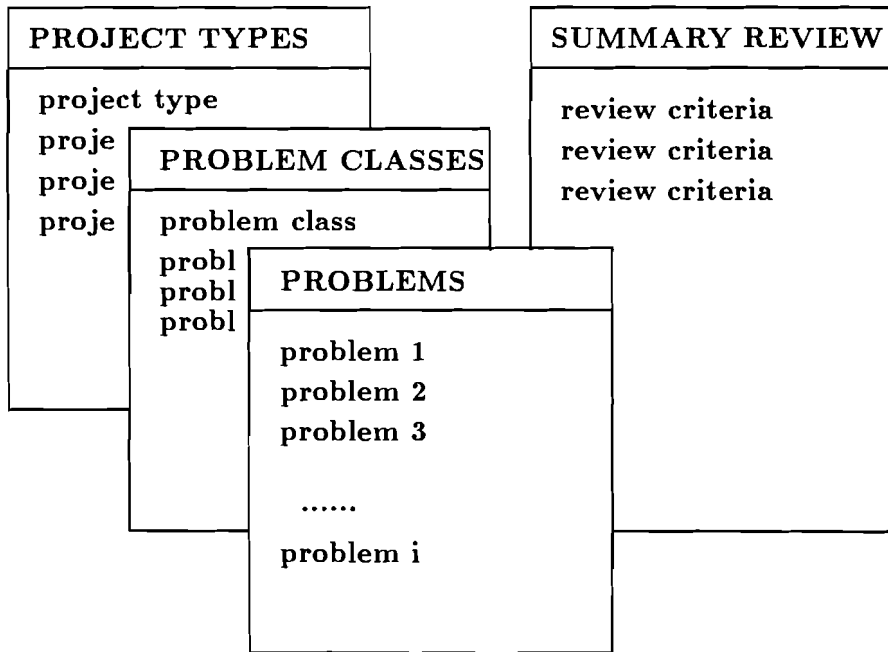 PROJECT TYPES
project type
proje
proje
proje
PROBLEM CLASSES
problem class
probl
probl
probl
PROBLEMS
problem 1
problem 2
problem 3
......
problem i
SUMMARY REVIEW
review criteria
review criteria
review criteria